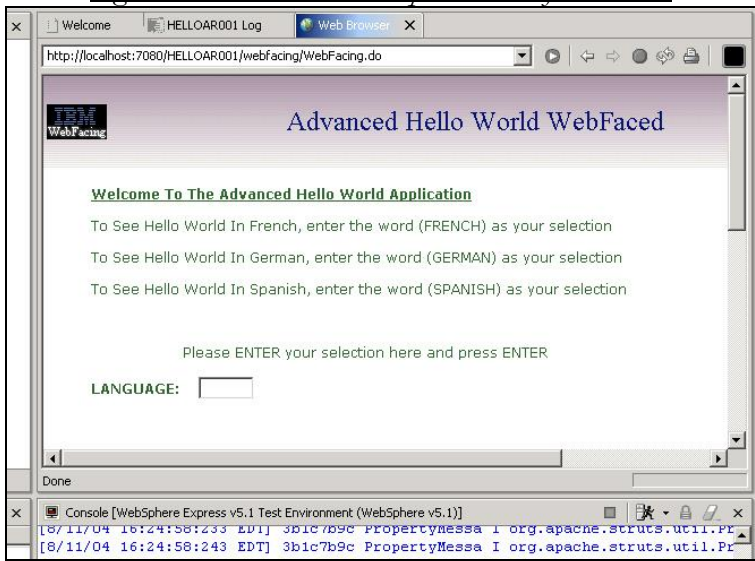 Welcome HELLOAR001 Log Web Browser
http://localhost:7080/HELLOAR001/webfacing/WebFacing.do
IBM
WebFacing
Advanced Hello World WebFaced
Welcome To The Advanced Hello World Application
To See Hello World In French, enter the word (FRENCH) as your selection
To See Hello World In German, enter the word (GERMAN) as your selection
To See Hello World In Spanish, enter the word (SPANISH) as your selection
Please ENTER your selection here and press ENTER
LANGUAGE:
Done
Console [WebSphere Express v5.1 Test Environment (WebSphere v5.1)]
[8/11/04 16:24:58:233 EDT] 3b1c7b9c PropertyMessa I org.apache.struts.util.Pr
[8/11/04 16:24:58:243 EDT] 3b1c7b9c PropertyMessa I org.apache.struts.util.Pr